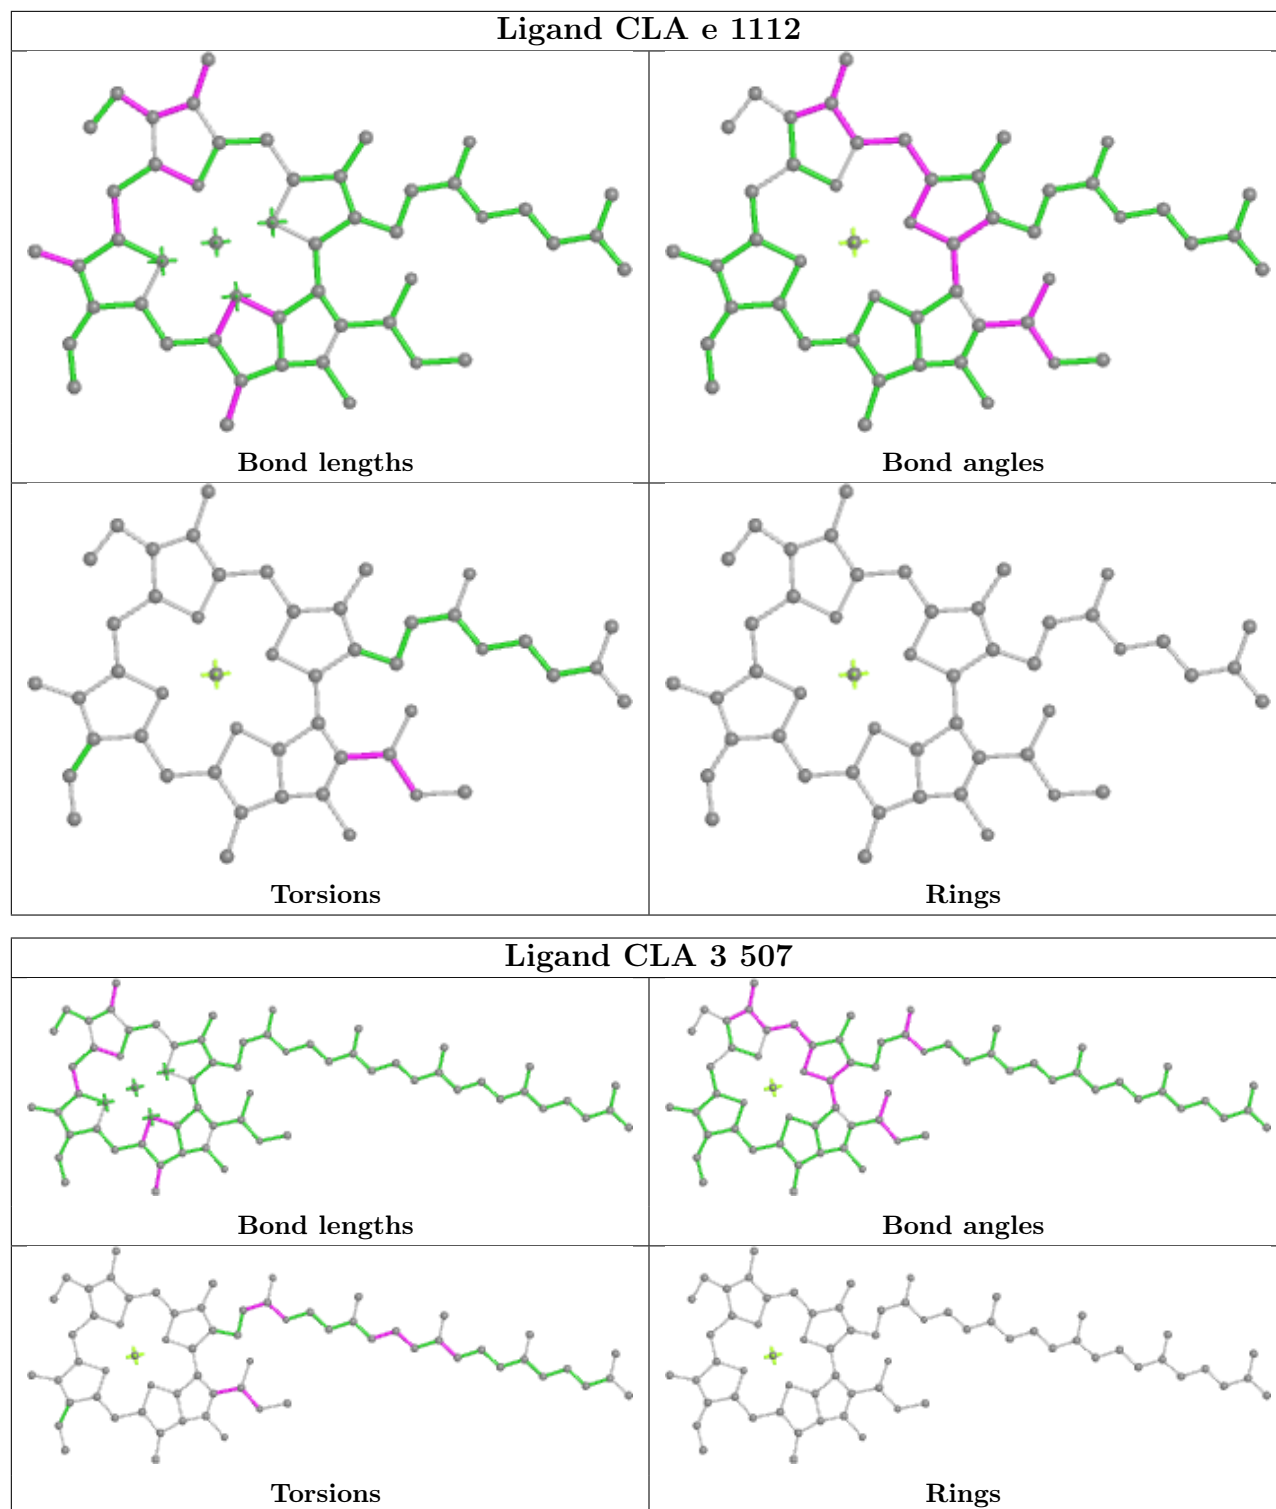 Ligand CLA e 1112
Bond lengths
Bond angles
Torsions
Rings
Ligand CLA 3 507
Bond lengths
Bond angles
Torsions
Rings